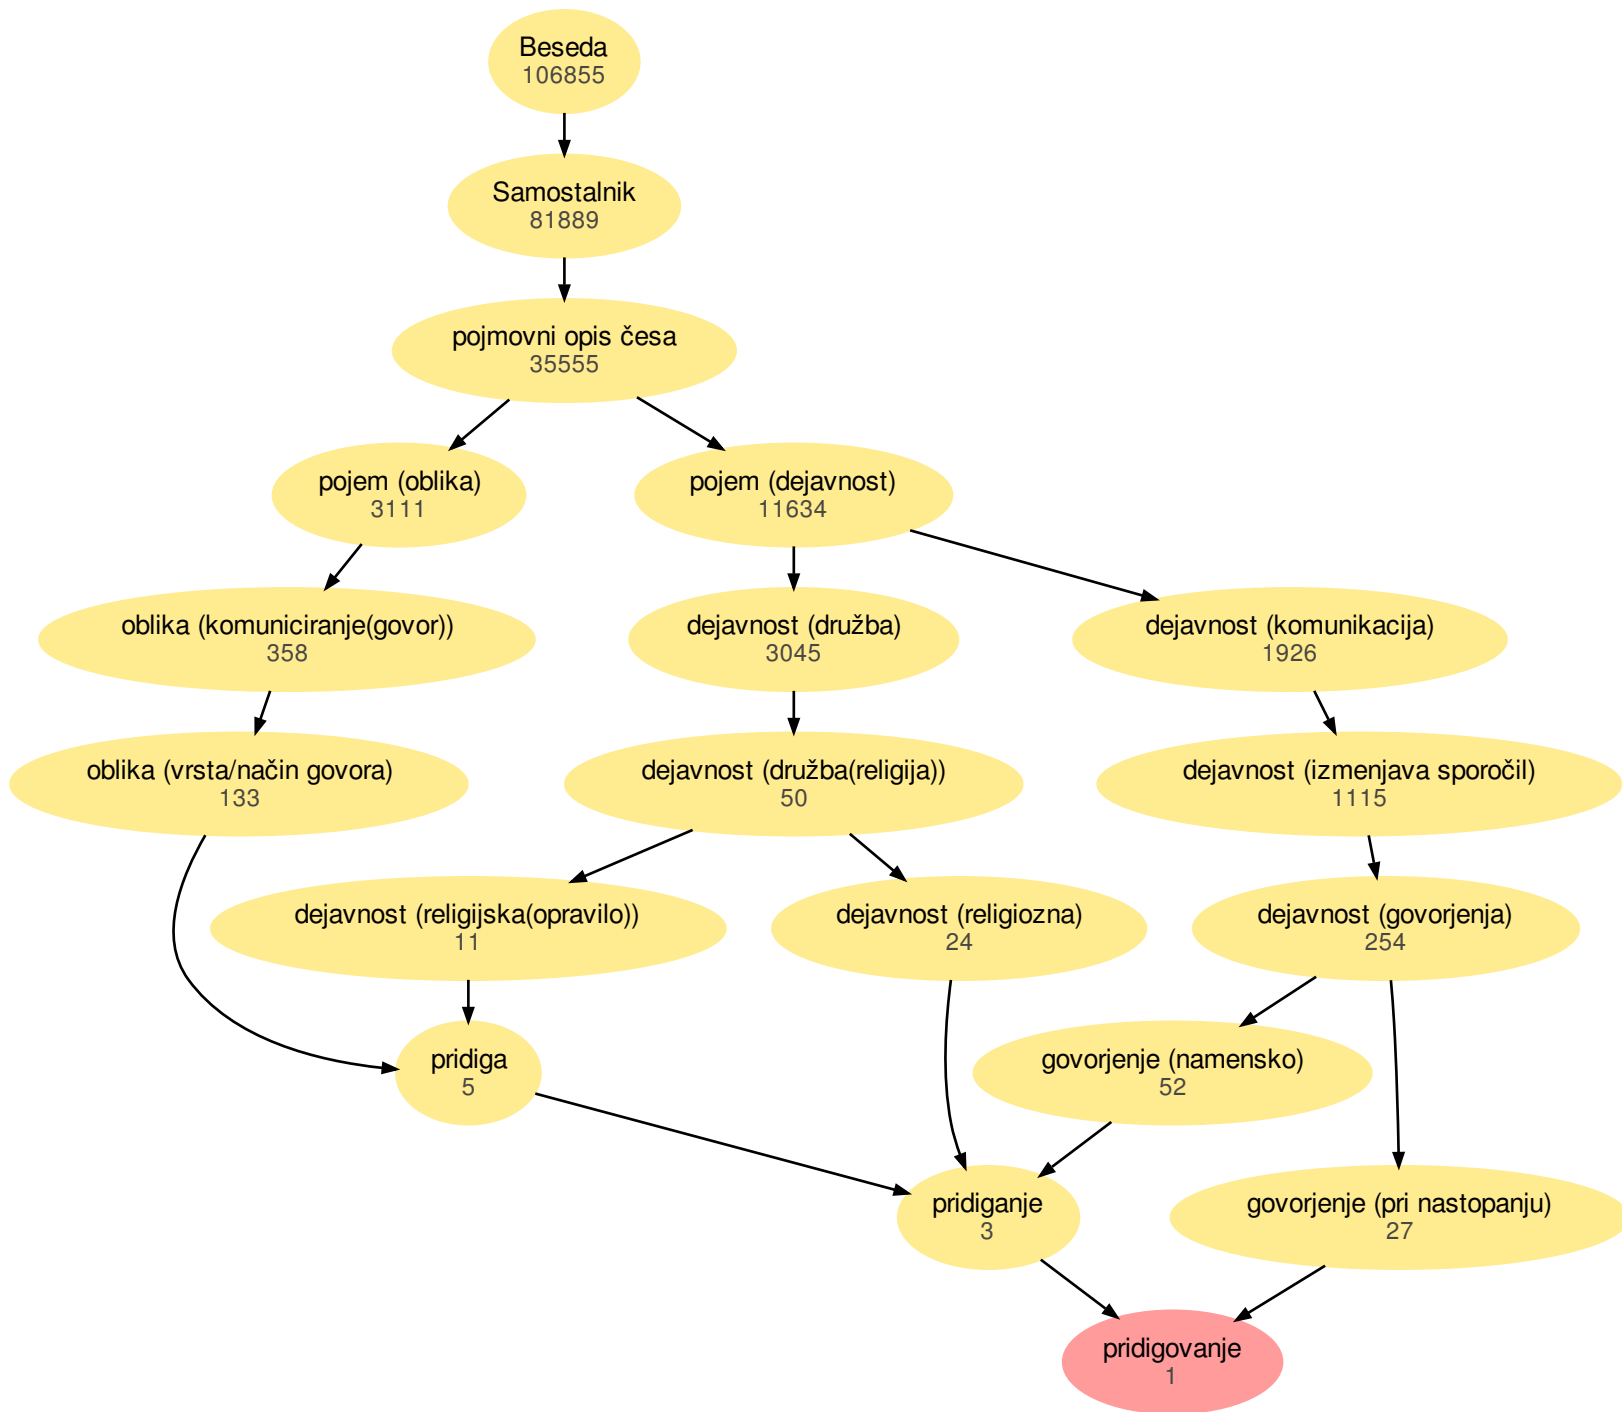 Beseda
106855
Samostalnik
81889
pojmovni opis česa
35555
pojem (oblika)
3111
pojem (dejavnost)
11634
oblika (komuniciranje(govor))
358
dejavnost (družba)
3045
dejavnost (komunikacija)
1926
oblika (vrsta/način govora)
133
dejavnost (družba(religija))
50
dejavnost (izmenjava sporočil)
1115
dejavnost (religijska(opravilo))
11
dejavnost (religiozna)
24
dejavnost (govorjenja)
254
pridiga
5
govorjenje (namensko)
52
pridiganje
3
govorjenje (pri nastopanju)
27
pridigovanje
1